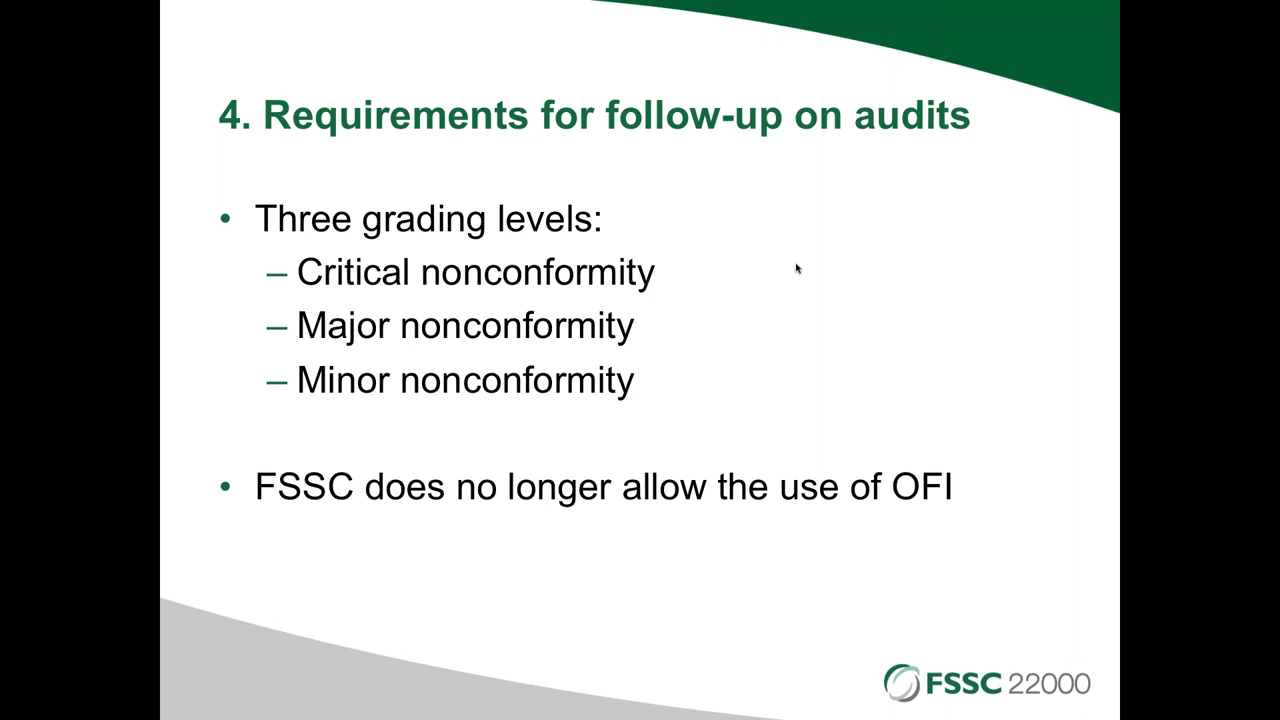 4. Requirements for follow-up on audits
• Three grading levels:
– Critical nonconformity
– Major nonconformity
– Minor nonconformity
• FSSC does no longer allow the use of OFI
FSSC 22000